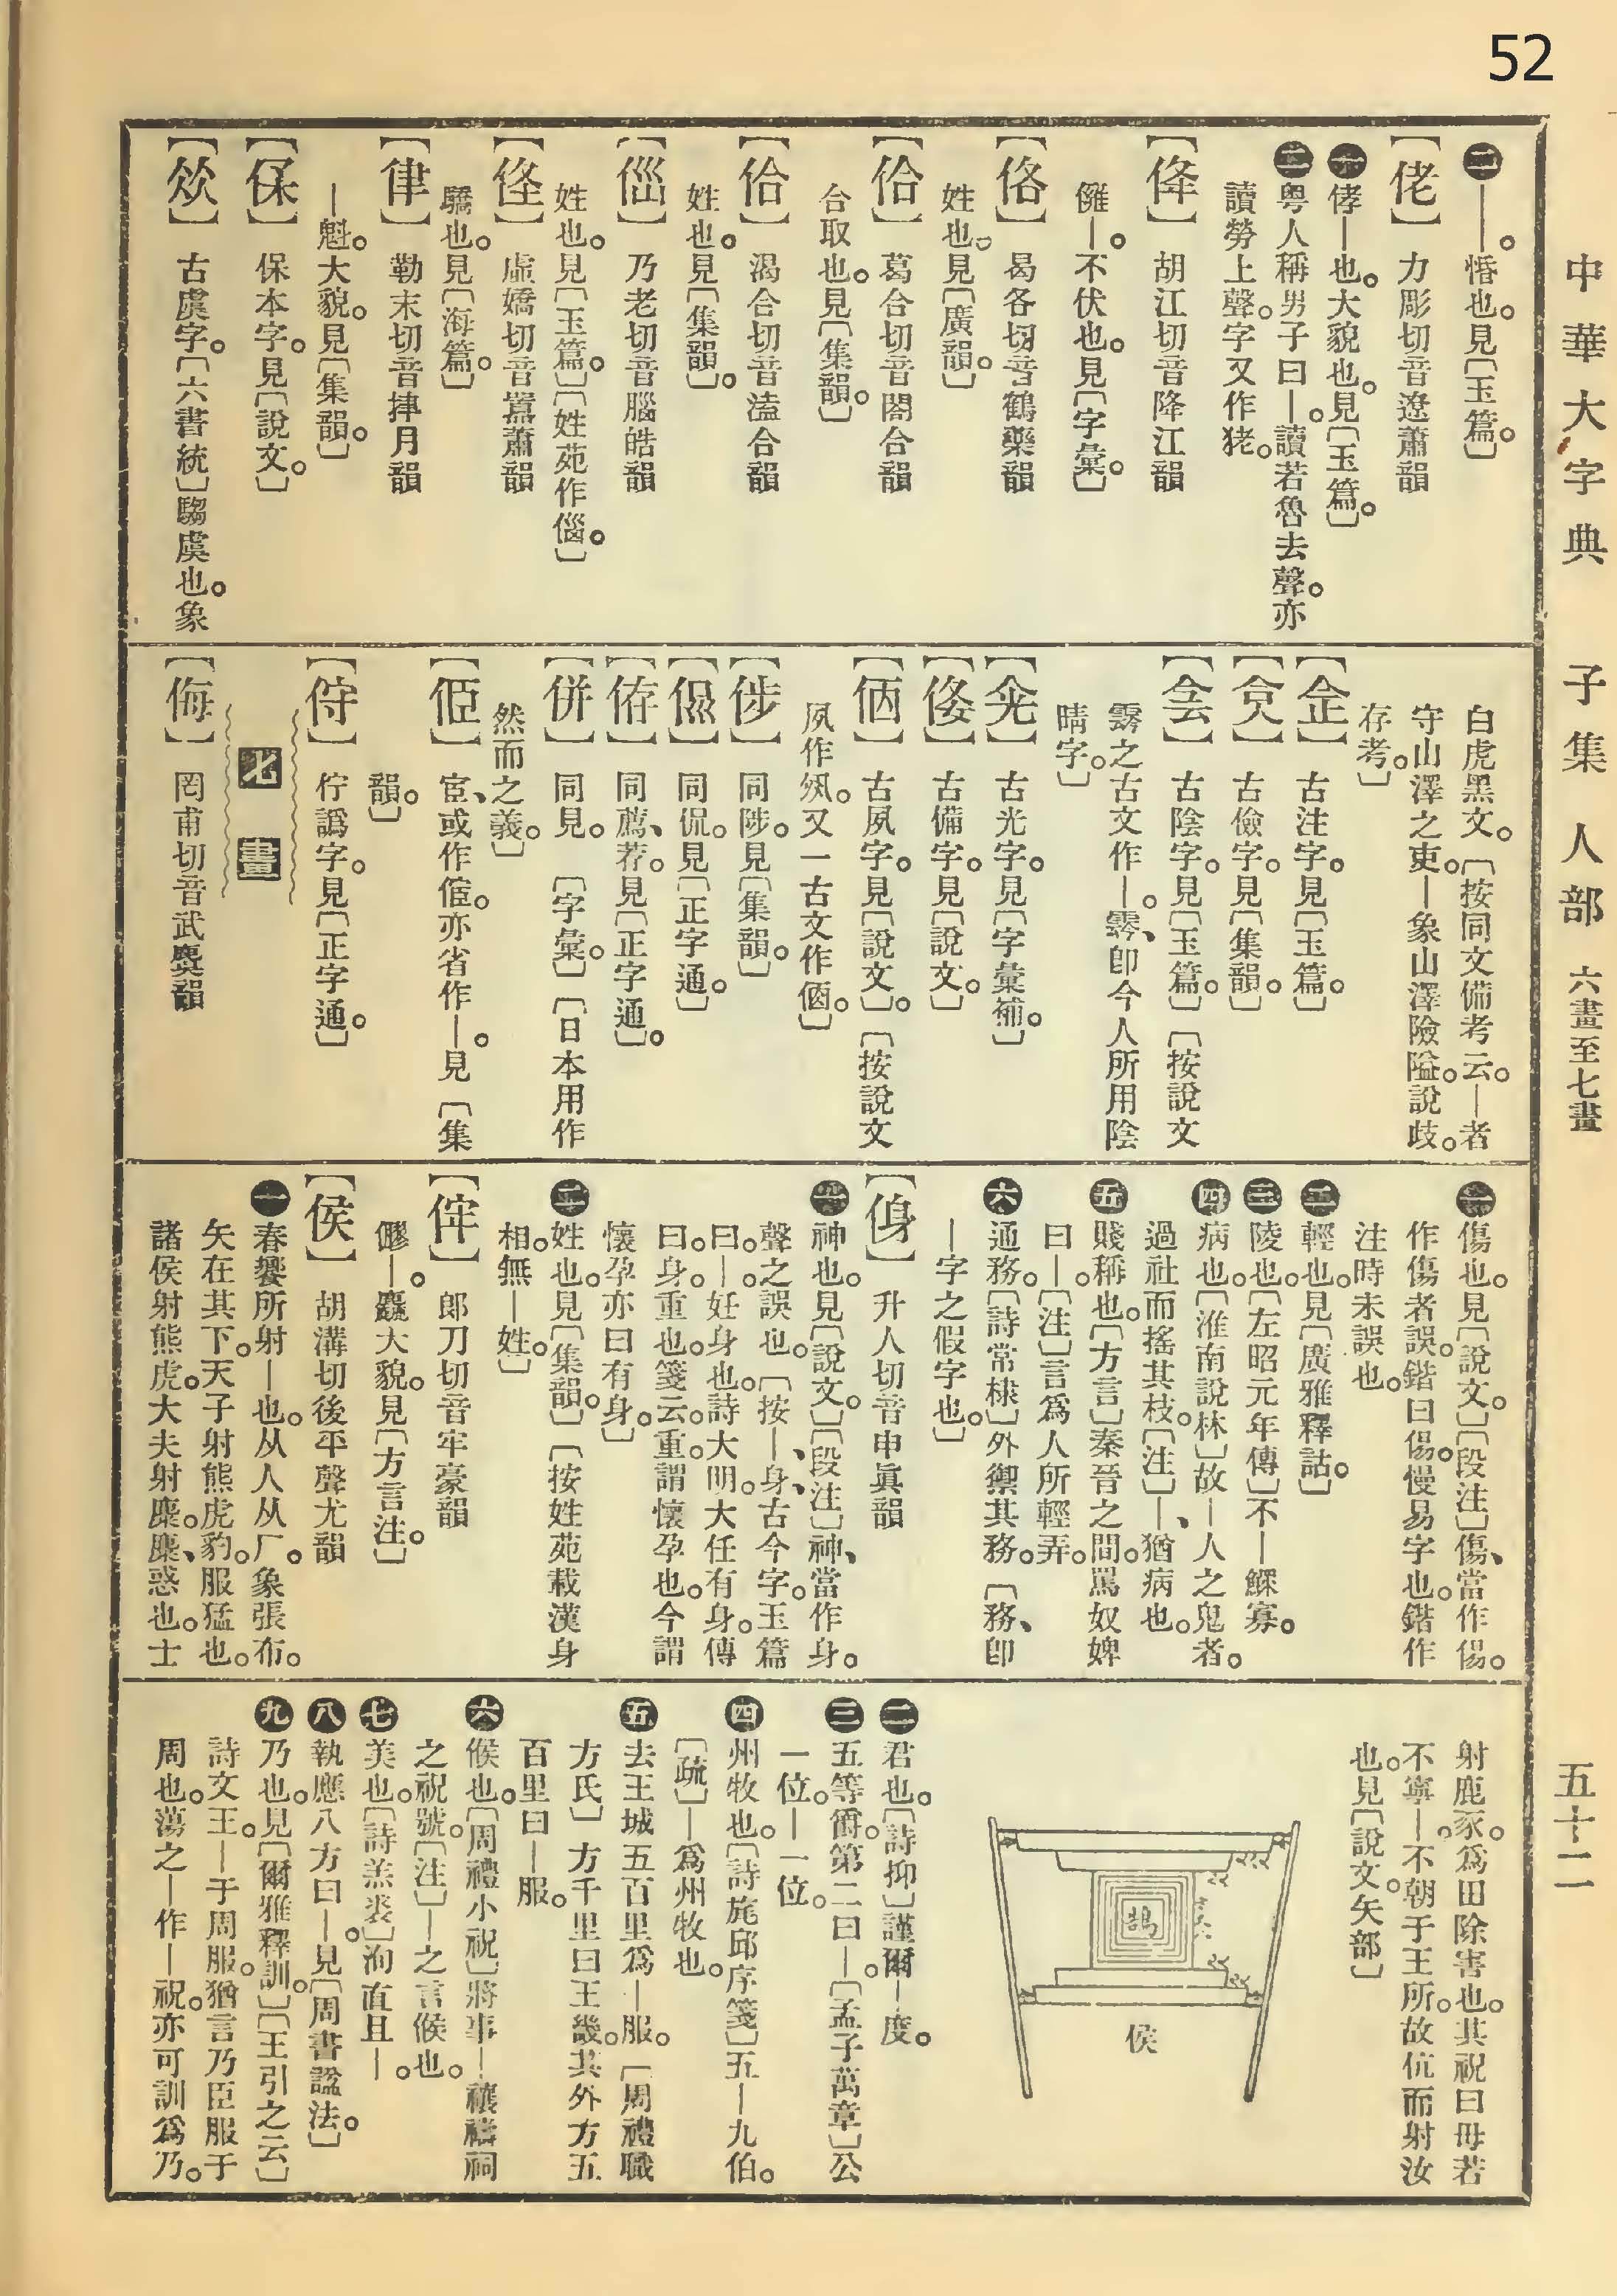 52
中華大字典 子集 人部 六畫至七畫 五十二
㊁——。惛也。見〔玉篇。〕
【佬】 力彫切音遼蕭韻
㊀侾—也。大貌也。見〔玉篇。〕
㊁粤人稱男子曰—。讀若魯去聲。亦
讀勞上聲。字又作狫。
【佭】 胡江切音降江韻
㒕—。不伏也。見〔字彙。〕
【佫】 曷各切音鶴藥韻
姓也。見〔廣韻。〕
【佮】 葛合切音閤合韻
合取也。見〔集韻。〕
【佮】 渴合切音溘合韻
姓也。見〔集韻。〕
乃老切音腦皓韻
姓也。見〔玉篇。〕〔姓苑作㑎。〕
虛嬌切音囂蕭韻
驕也。見〔海篇。〕
【侓】 勒末切音捋月韻
—魁。大貌。見〔集韻。〕
保本字。見〔說文。〕
古虞字。〔六書統〕騶虞也。象
白虎黑文。〔按同文備考云。—者
守山澤之吏。—象山澤險隘。說歧。
存考。〕
古注字。見〔玉篇。〕
古儉字。見〔集韻。〕
【侌】 古陰字。見〔玉篇。〕〔按說文
霒之古文作—。霒、卽今人所用陰
晴字。〕
古光字。見〔字彙補。〕
古備字。見〔說文。〕
【㑉】 古夙字。見〔說文〕。〔按說文
夙作㚈。又一古文作㑉。〕
同陟。見〔集韻。〕
同侃。見〔正字通。〕
【侟】 同薦、荐。見〔正字通〕。
【併】 同見。〔字彙。〕〔日本用作
然而之義。〕
宧、或作㑗。亦省作—。見〔集
韻。〕
【侍】 佇譌字。見〔正字通。〕
七畫
【侮】 罔甫切音武麌韻
㊀傷也。見〔說文。〕〔段注〕傷、當作㑥。
作傷者誤。鍇曰㑥。慢易字也。鍇作
注時未誤也。
㊁輕也。見〔廣雅釋詁。〕
㊂陵也。〔左昭元年傳〕不—鰥寡。
㊃病也。〔淮南說林〕故—人之鬼者。
過社而搖其枝。〔注〕—、猶病也。
㊄賤稱也。〔方言〕秦晉之間。罵奴婢
曰—。〔注〕言爲人所輕弄。
㊅通務。〔詩常棣〕外禦其務。〔務、卽
—字之假字也。〕
【侽】 升人切音申眞韻
㊀神也。見〔說文。〕〔段注〕神、當作身。
聲之誤也。〔按—、身、古今字。玉篇
曰。—。妊身也。詩大明。大任有身。傳
曰。身。重也。箋云。重。謂懷孕也。今謂
懷孕亦曰有身。〕
㊁姓也。見〔集韻。〕〔按姓苑載漢身
相。無—姓。〕
郞刀切音牢豪韻
㒔—。麤大貌。見〔方言注。〕
【侯】 胡溝切後平聲尤韻
㊀春饗所射—也。从人从厂。象張布。
矢在其下。天子射熊虎豹。服猛也。
諸侯射熊虎。大夫射麋。麋、惑也。士
射鹿豕。爲田除害也。其祝曰毋若
不寧—不朝于王所。故伉而射汝
也。見〔說文。矢部〕
鵠
侯
㊁君也。〔詩抑〕謹爾—度。
㊂五等爵。第二曰—。〔孟子萬章〕公
一位。—一位。
㊃州牧也。〔詩旄邱序箋〕五—九伯。
〔疏〕—爲州牧也。
㊄去王城五百里爲—服。〔周禮職
方氏〕方千里曰王畿。其外方五
百里曰—服。
㊅候也。〔周禮小祝〕將事—禳禱祠
之祝號。〔注〕—之言候也。
㊆美也。〔詩羔裘〕洵直且—。
㊇執應八方曰—。見〔周書諡法。〕
㊈乃也。見〔爾雅釋訓。〕〔王引之云〕
詩文王。—于周服。猶言乃臣服于
周也。蕩之—作—祝。亦可訓爲乃。